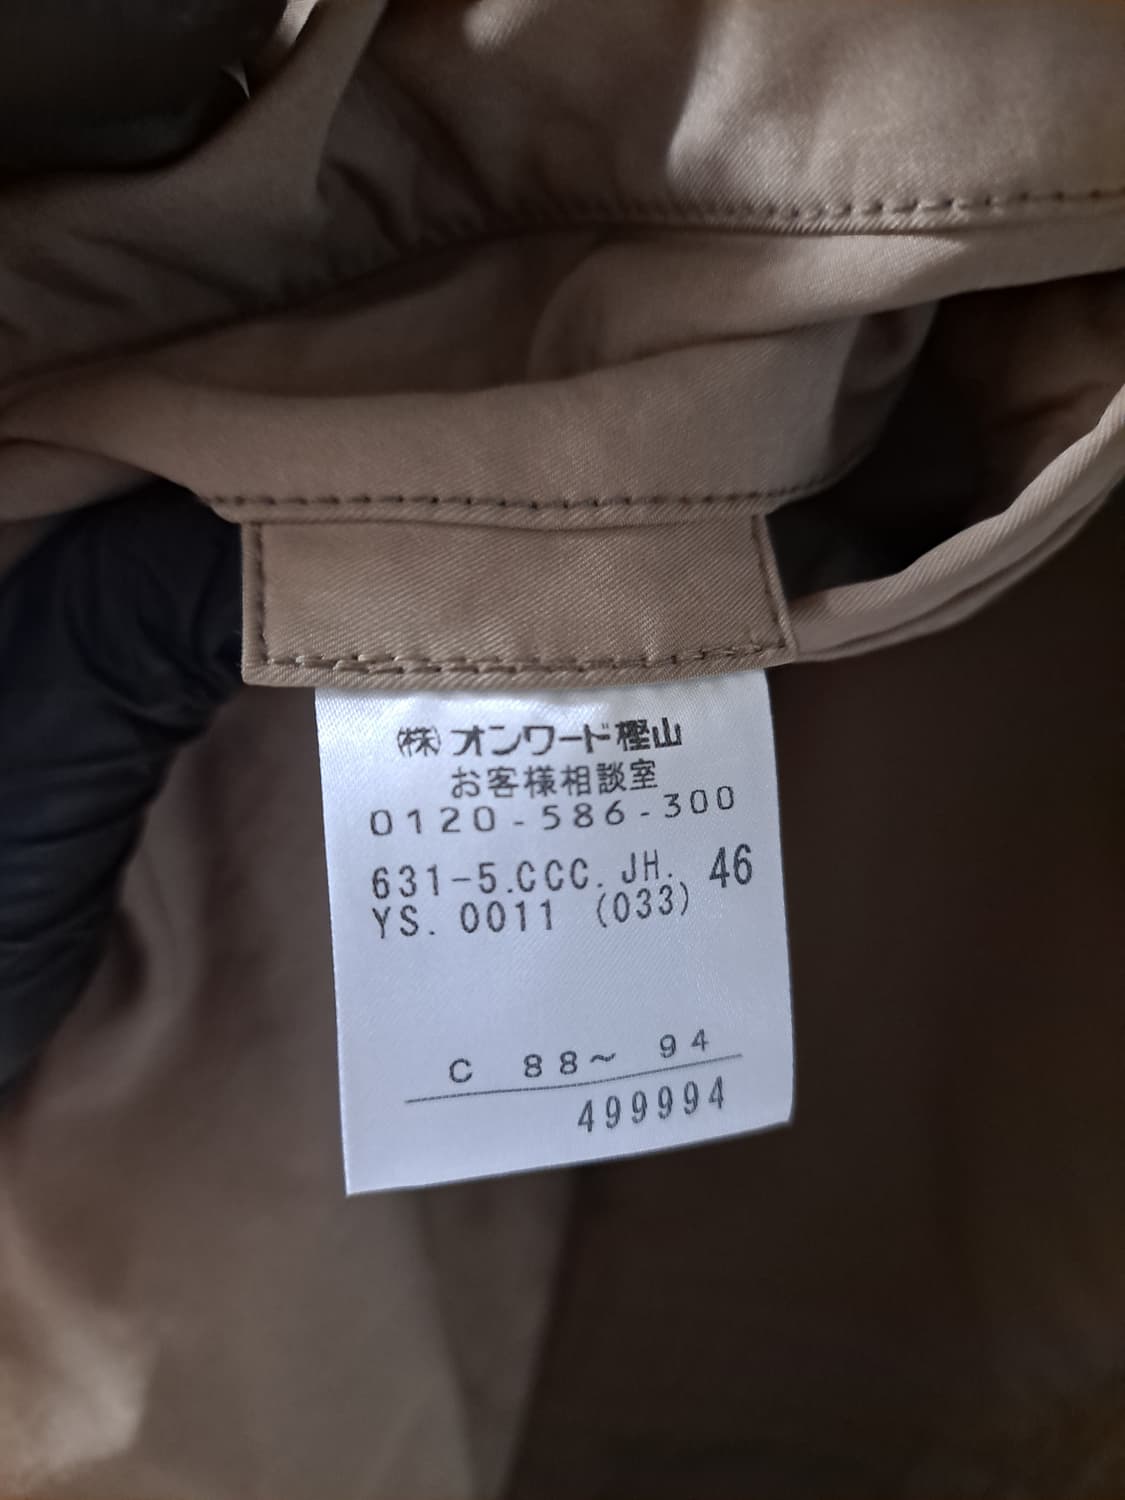 ㈱オンワード樫山
お客様相談室
0120-586-300
631-5.CCC.JH. 46
YS.0011 (033)
C 88～ 94
499994